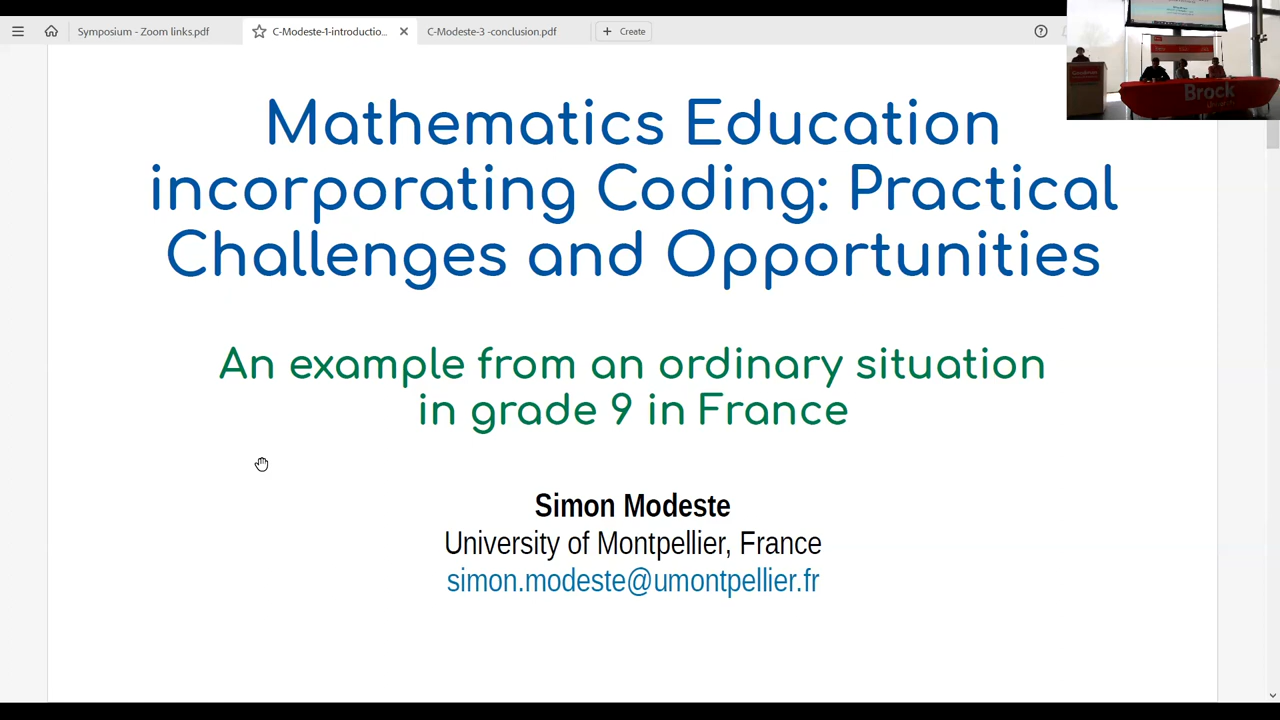 Symposium - Zoom links.pdf
C-Modeste-1-introductio...
C-Modeste-3 -conclusion.pdf
+ Create
Mathematics Education
incorporating Coding: Practical
Challenges and Opportunities
An example from an ordinary situation
in grade 9 in France
Simon Modeste
University of Montpellier, France
simon.modeste@umontpellier.fr
Brock